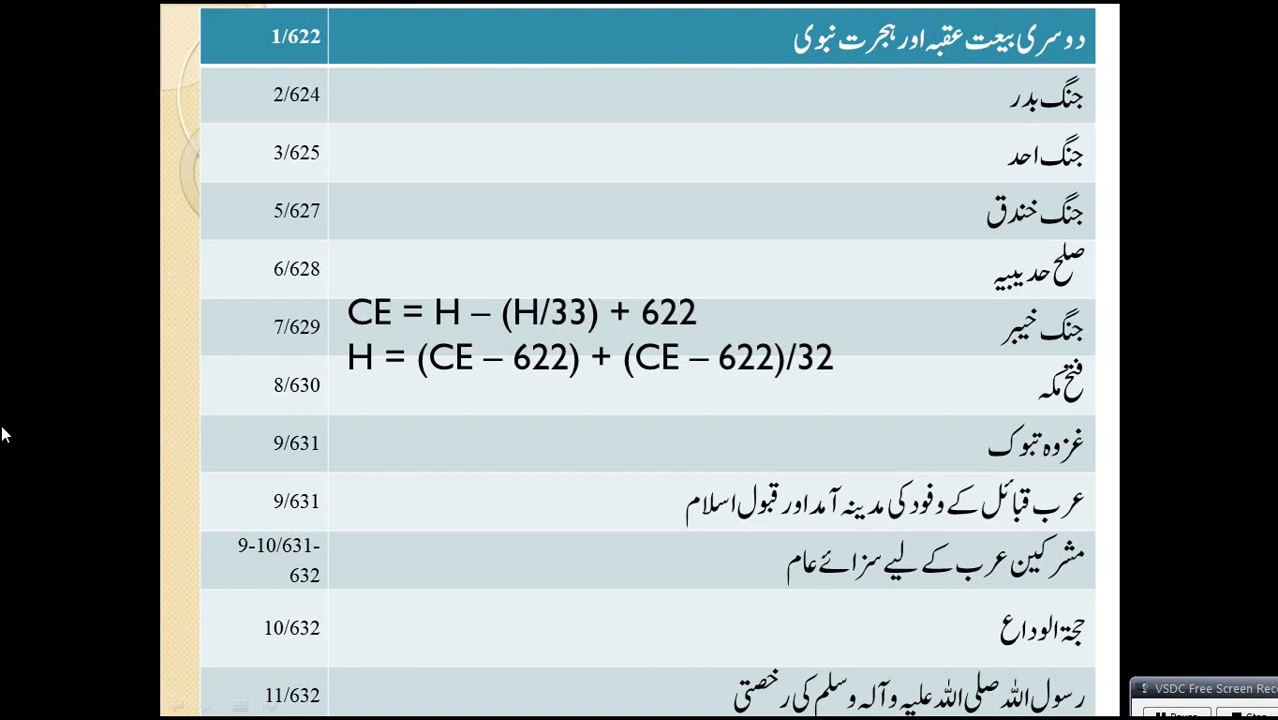 دوسری بیعت عقبہ اور ہجرت نبوی 1/622
جنگ بدر 2/624
جنگ احد 3/625
جنگ خندق 5/627
صلح حدیبیہ 6/628
CE = H – (H/33) + 622
جنگ خیبر 7/629
H = (CE – 622) + (CE – 622)/32
فتح مکہ 8/630
غزوہ تبوک 9/631
عرب قبائل کے وفود کی مدینہ آمد اور قبول اسلام 9/631
مشرکین عرب کے لیے سزائے عام 9-10/631-
632
حجۃ الوداع 10/632
رسول اللہ صلی اللہ علیہ وآلہ وسلم کی رخصتی 11/632
VSDC Free Screen Rec
Pause Stop